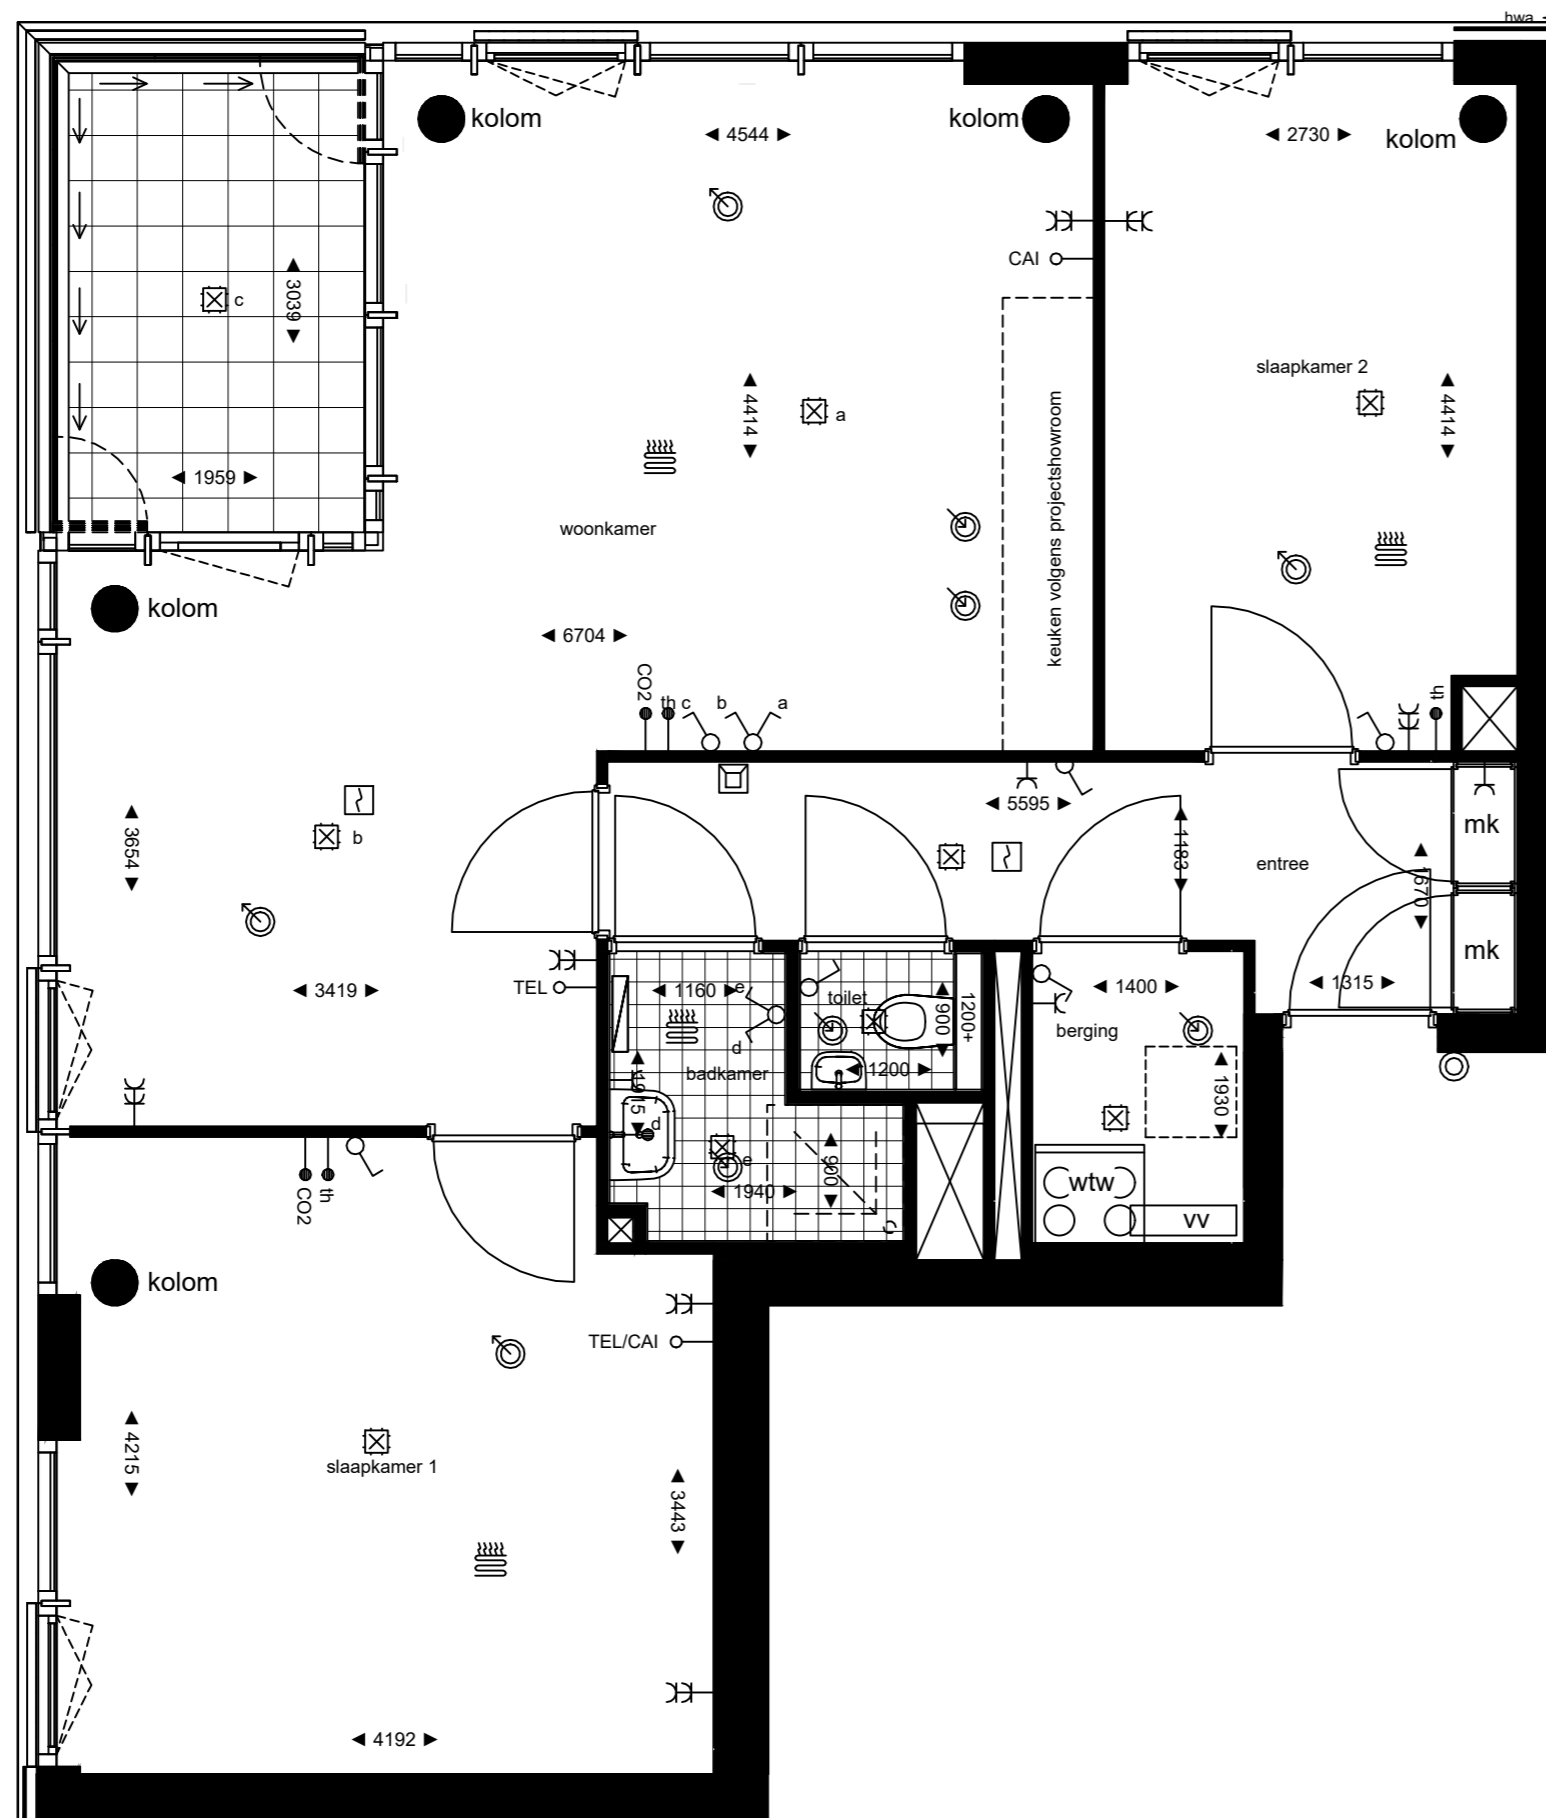 hwa
kolom
kolom
kolom
4544
2730
CAI
3039
c
slaapkamer 2
4414
4414
a
1959
woonkamer
keuken volgens projectshowroom
kolom
6704
CO2
th
c
b
a
th
5595
mk
3654
b
1183
entree
1670
mk
TEL
3419
1160
e
toilet
900
1200+
1400
1315
berging
d
badkamer
1200
1915
1930
d
e
900
1940
wtw
vv
CO2
th
kolom
TEL/CAI
4215
slaapkamer 1
3443
4192